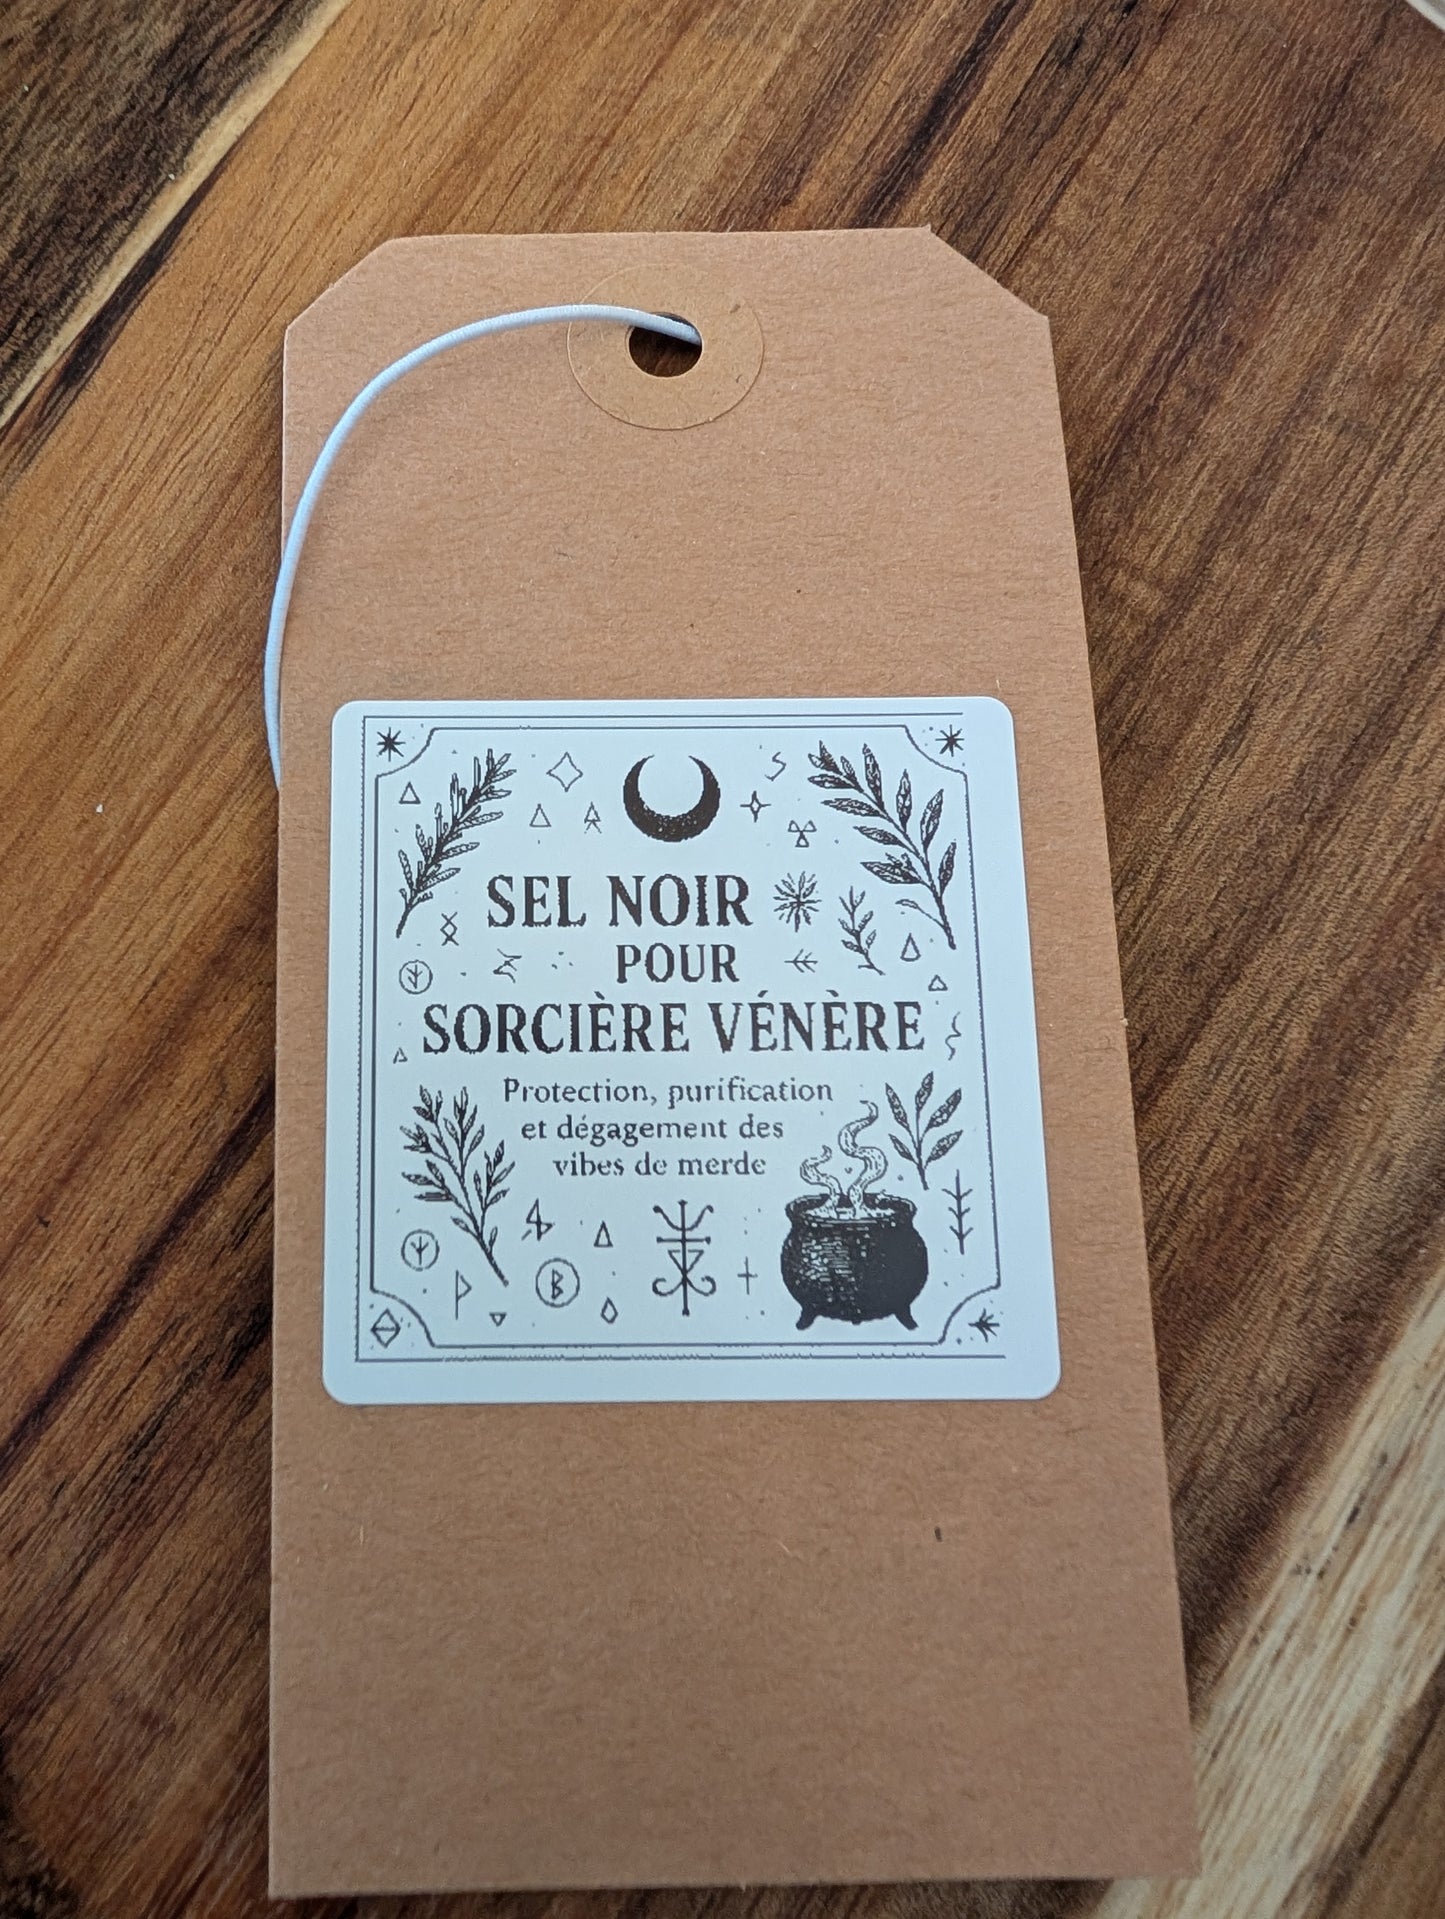 SEL NOIR
POUR
SORCIÈRE VÉNÈRE
Protection, purification
et dégagement des
vibes de merde